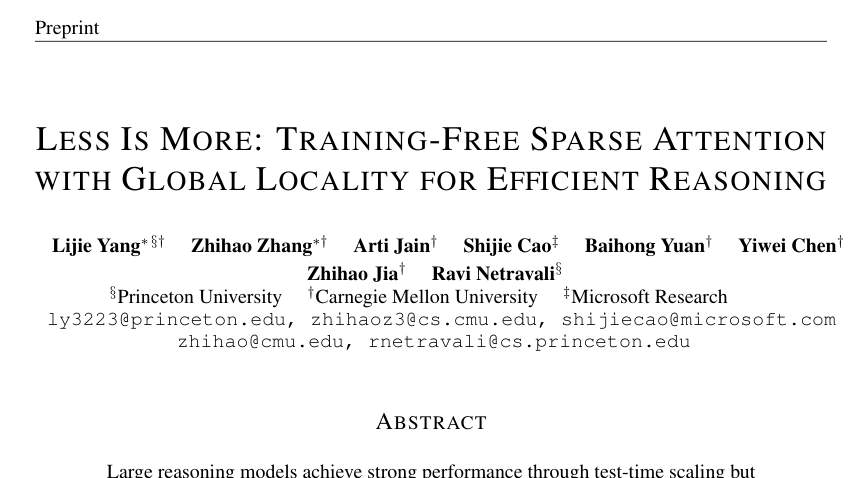 Preprint
LESS IS MORE: TRAINING-FREE SPARSE ATTENTION
WITH GLOBAL LOCALITY FOR EFFICIENT REASONING
Lijie Yang*§† Zhihao Zhang*† Arti Jain† Shijie Cao‡ Baihong Yuan† Yiwei Chen†
Zhihao Jia† Ravi Netravali§
§Princeton University †Carnegie Mellon University ‡Microsoft Research
ly3223@princeton.edu, zhihaoz3@cs.cmu.edu, shijiecao@microsoft.com
zhihao@cmu.edu, rnetravali@cs.princeton.edu
ABSTRACT
Large reasoning models achieve strong performance through test-time scaling but